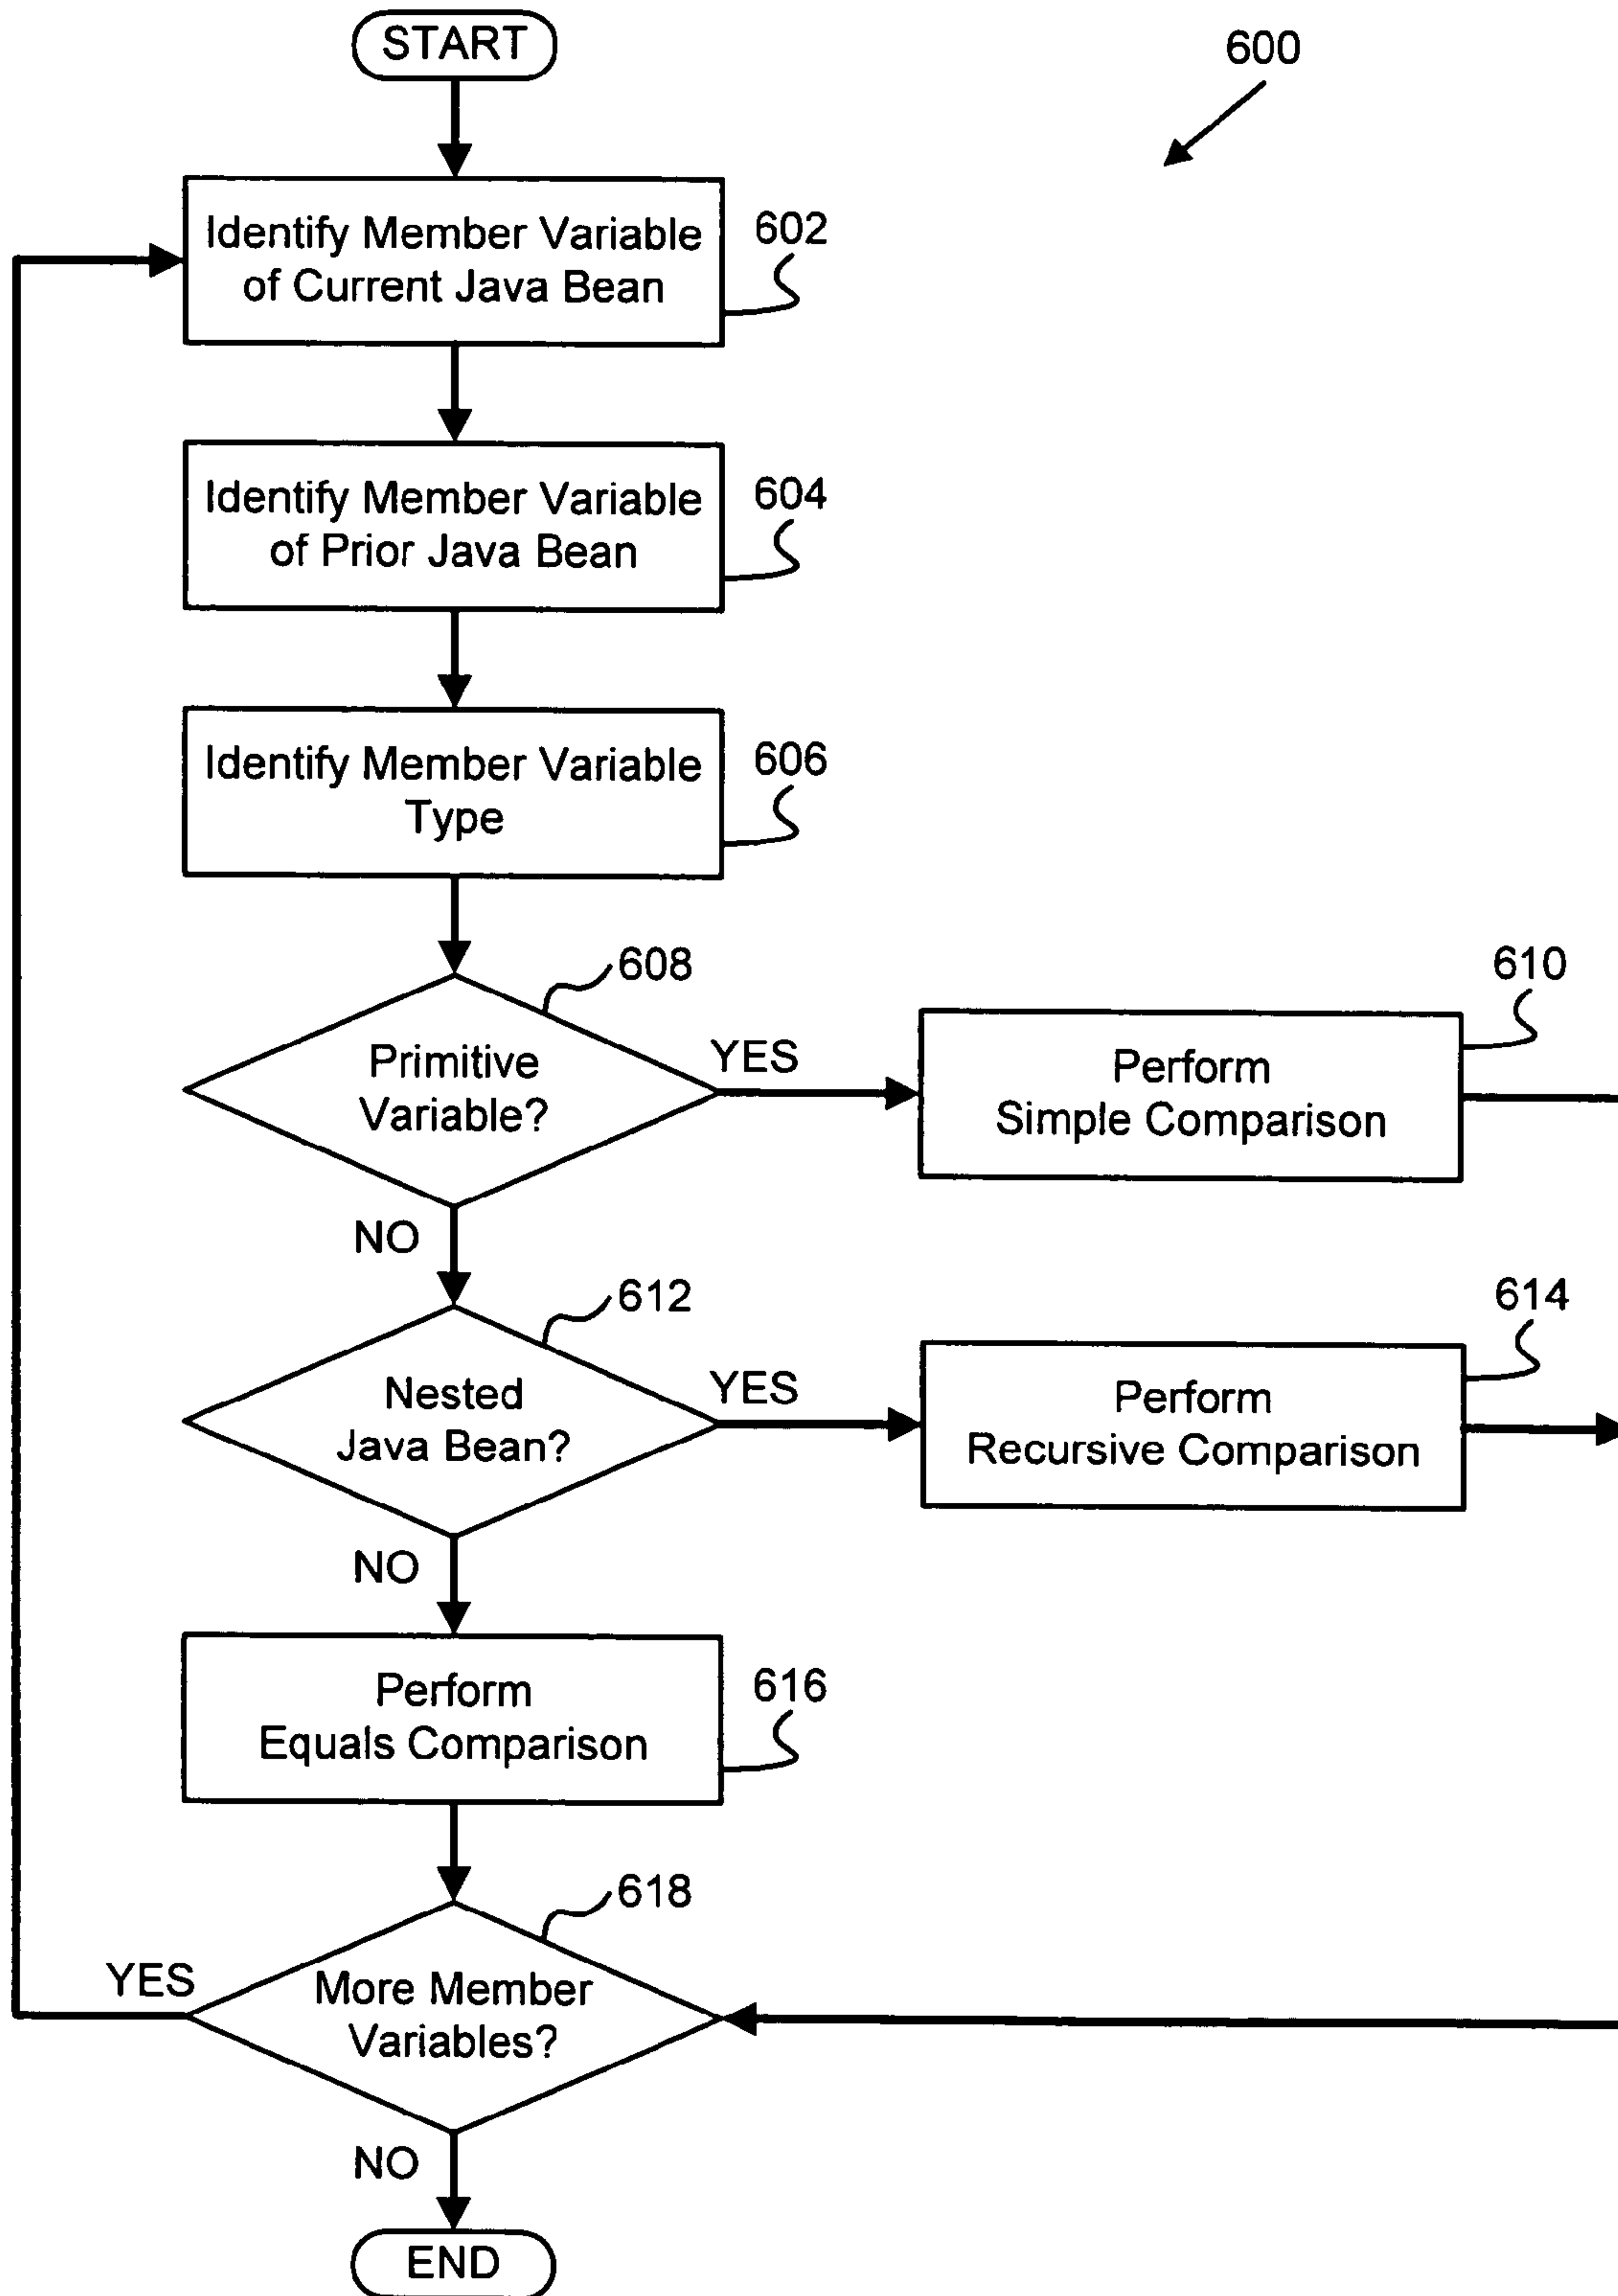 START
600
Identify Member Variable
of Current Java Bean
602
Identify Member Variable
of Prior Java Bean
604
Identify Member Variable
Type
606
608
Primitive
Variable?
YES
610
Perform
Simple Comparison
NO
612
Nested
Java Bean?
YES
614
Perform
Recursive Comparison
NO
Perform
Equals Comparison
616
618
YES
More Member
Variables?
NO
END